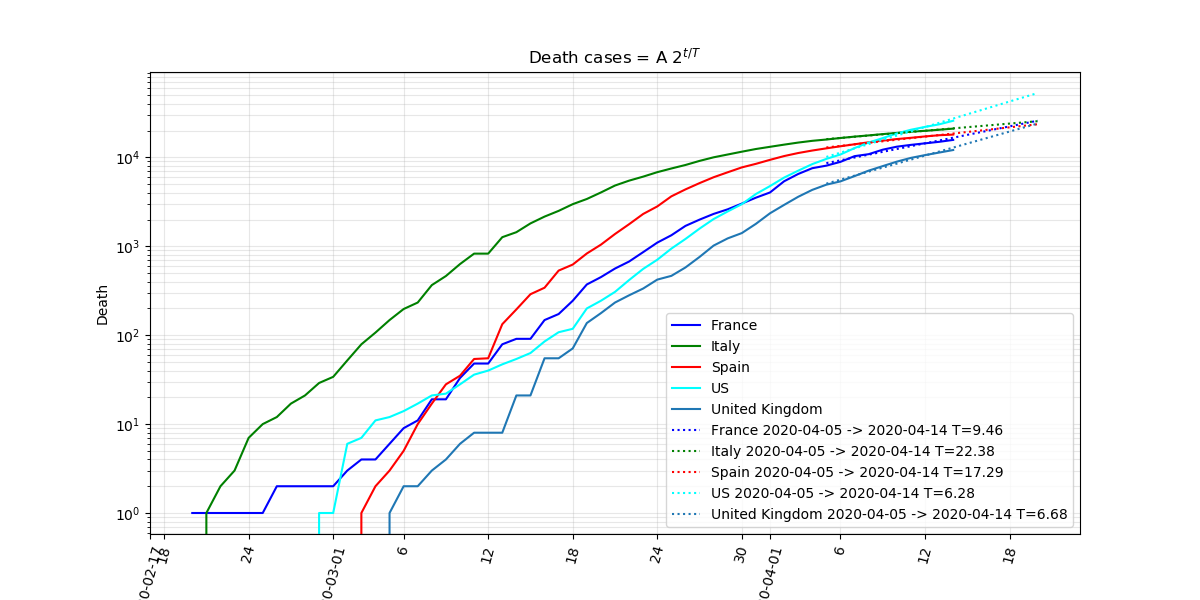 Death cases = A 2^{t/T}
Death
10^4
10^3
10^2
10^1
10^0
France
Italy
Spain
US
United Kingdom
France 2020-04-05 -> 2020-04-14 T=9.46
Italy 2020-04-05 -> 2020-04-14 T=22.38
Spain 2020-04-05 -> 2020-04-14 T=17.29
US 2020-04-05 -> 2020-04-14 T=6.28
United Kingdom 2020-04-05 -> 2020-04-14 T=6.68
0-02-17
18
24
0-03-01
6
12
18
24
30
0-04-01
6
12
18